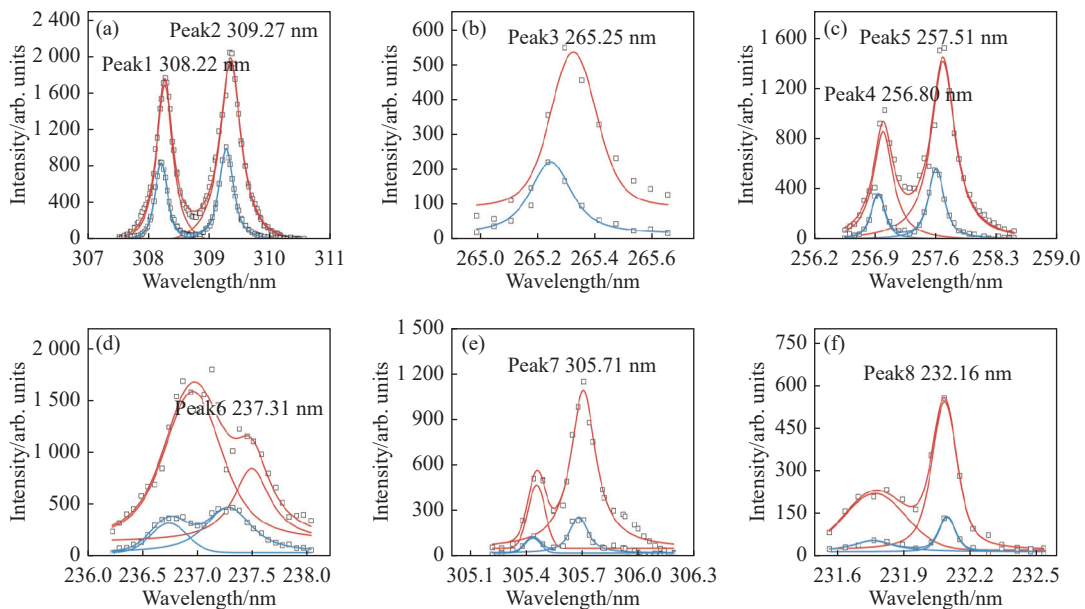 (a)
Peak2 309.27 nm
Peak1 308.22 nm
2 000
1 600
1 200
800
400
0
307 308 309 310 311
Wavelength/nm
Intensity/arb. units
(b)
Peak3 265.25 nm
600
500
400
300
200
100
0
265.0 265.2 265.4 265.6
Wavelength/nm
Intensity/arb. units
(c)
Peak5 257.51 nm
Peak4 256.80 nm
1 600
1 200
800
400
0
256.2 256.9 257.6 258.3 259.0
Wavelength/nm
Intensity/arb. units
(d)
Peak6 237.31 nm
2 000
1 500
1 000
500
0
236.0 236.5 237.0 237.5 238.0
Wavelength/nm
Intensity/arb. units
(e)
Peak7 305.71 nm
1 500
1 200
900
600
300
0
305.1 305.4 305.7 306.0 306.3
Wavelength/nm
Intensity/arb. units
(f)
Peak8 232.16 nm
750
600
450
300
150
0
231.6 231.9 232.2 232.5
Wavelength/nm
Intensity/arb. units